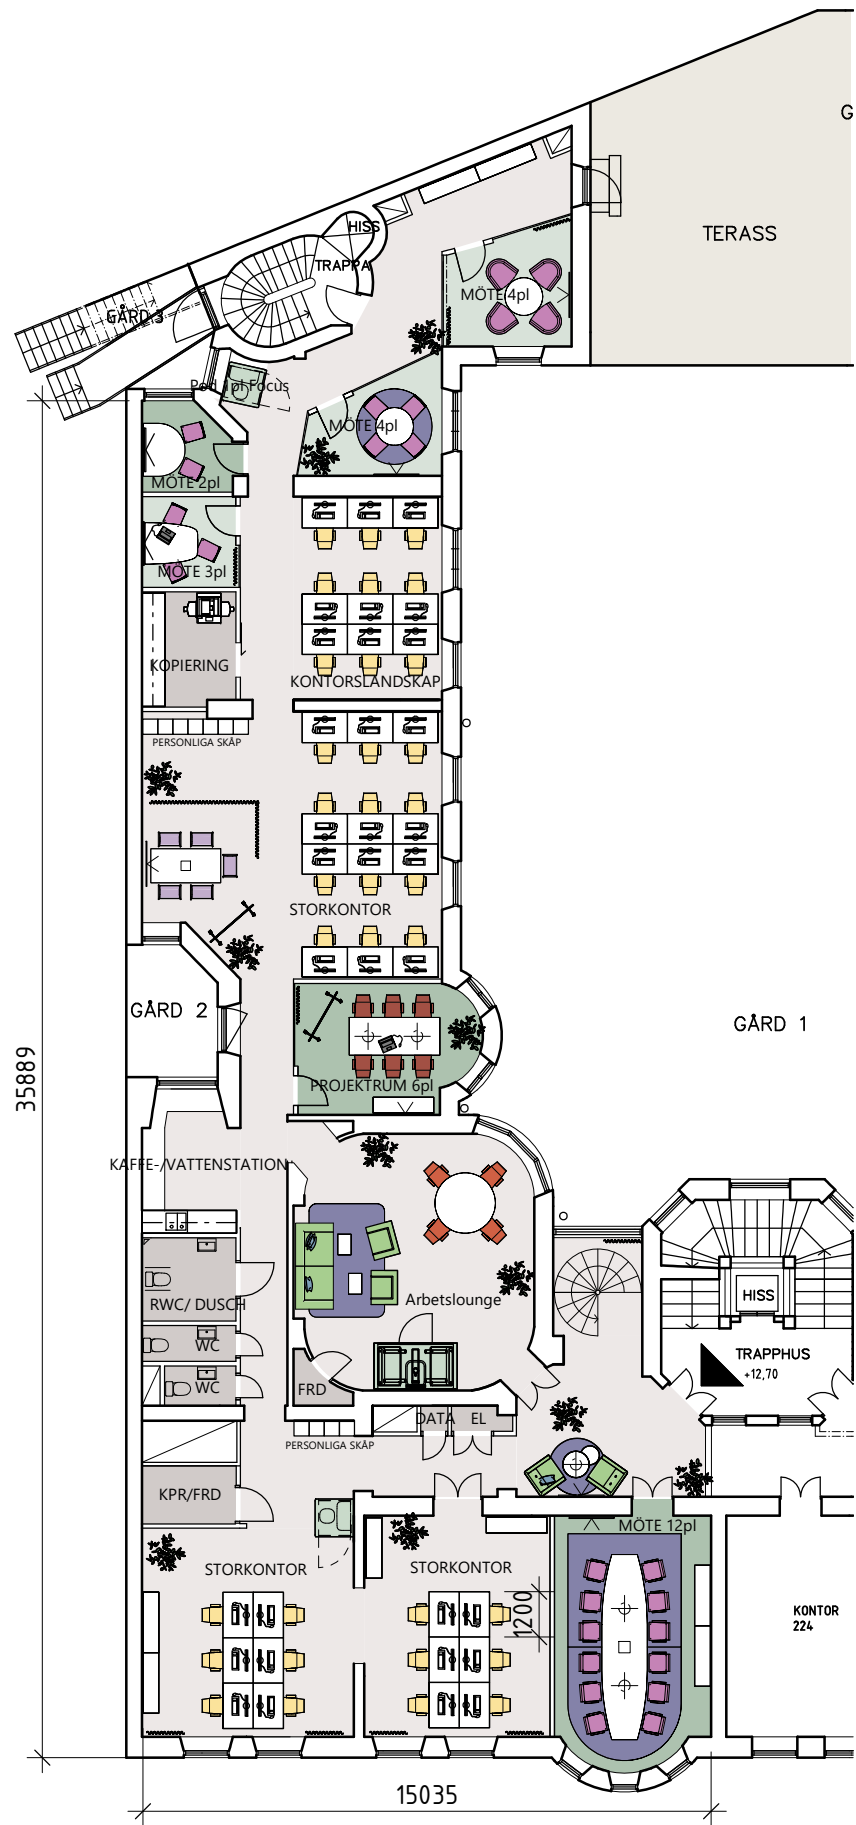 G
TERASS
HISS
TRAPPA
MÖTE 4pl
GÅRD 3
Pod 1pl Focus
MÖTE 4pl
MÖTE 2pl
MÖTE 3pl
KOPIERING
KONTORSLANDSKAP
PERSONLIGA SKÅP
STORKONTOR
GÅRD 2
GÅRD 1
35889
PROJEKTRUM 6pl
KAFFE-/VATTENSTATION
RWC/ DUSCH
Arbetslounge
HISS
WC
TRAPPHUS
+12,70
WC
FRD
DATA
EL
PERSONLIGA SKÅP
KPR/FRD
MÖTE 12pl
STORKONTOR
STORKONTOR
1200
KONTOR
224
15035